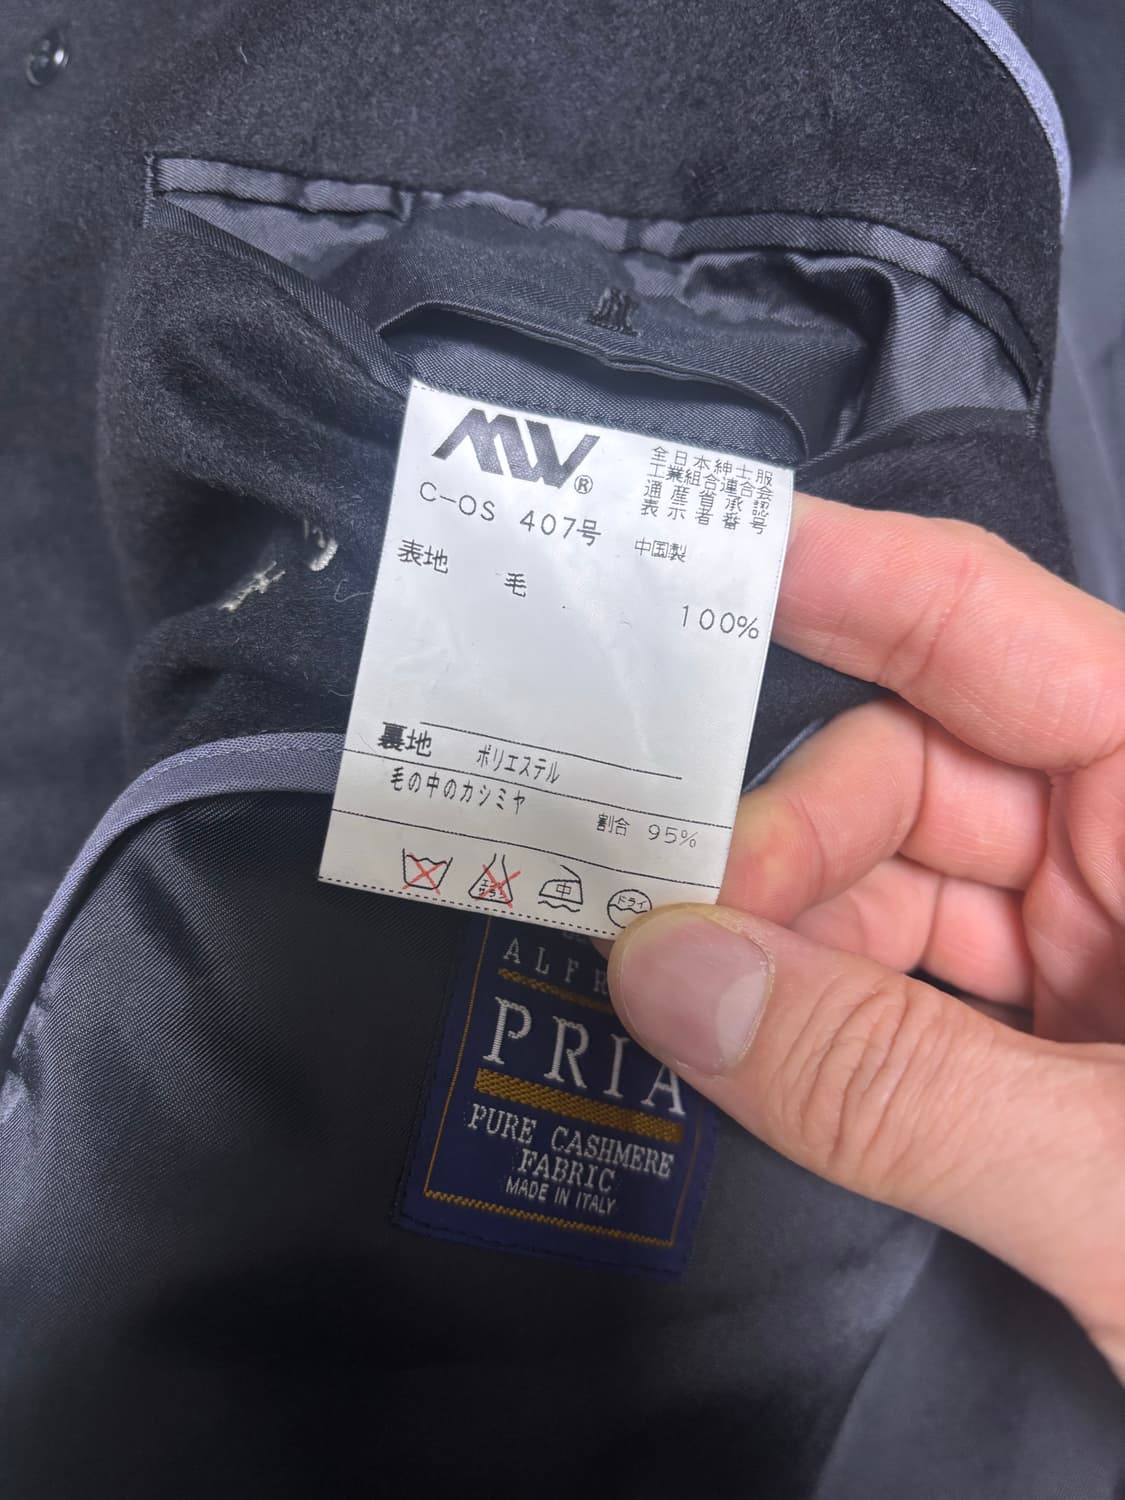 MW®
全日本紳士服
工業組合連合会
通産省承認
表示者番号
C-OS 407号
中国製
表地 毛 100%
裏地 ポリエステル
毛の中のカシミヤ
割合 95%
中
ドライ
PRIA
PURE CASHMERE
FABRIC
MADE IN ITALY